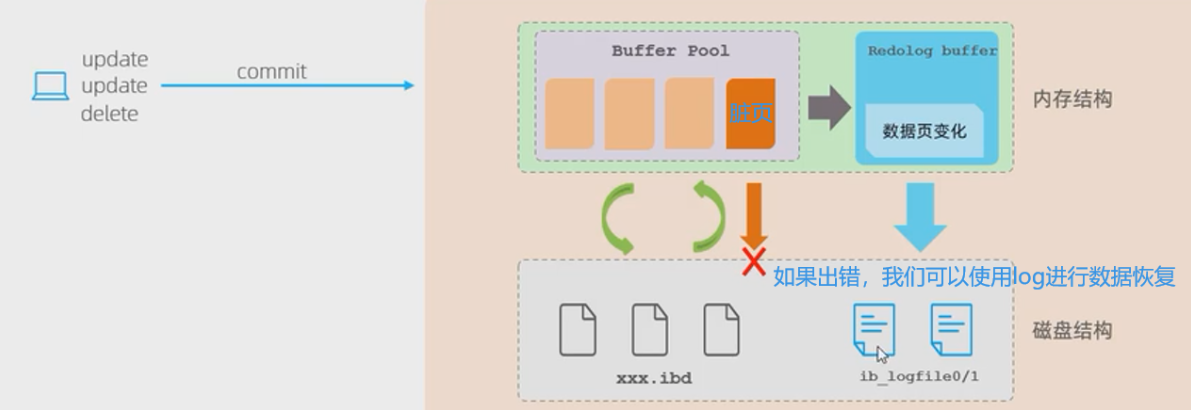 update
update
delete
commit
Buffer Pool
脏页
Redolog buffer
数据页变化
内存结构
如果出错，我们可以使用log进行数据恢复
xxx.ibd
ib_logfile0/1
磁盘结构